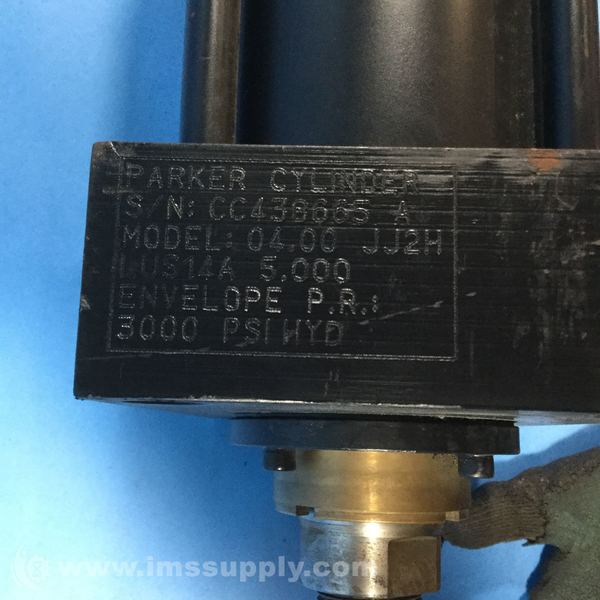 PARKER CYLINDER
S/N: CC438665 A
MODEL: 04.00 JJ2H
LUS14A 5.000
ENVELOPE P.R.:
3000 PSI HYD
www.imssupply.com